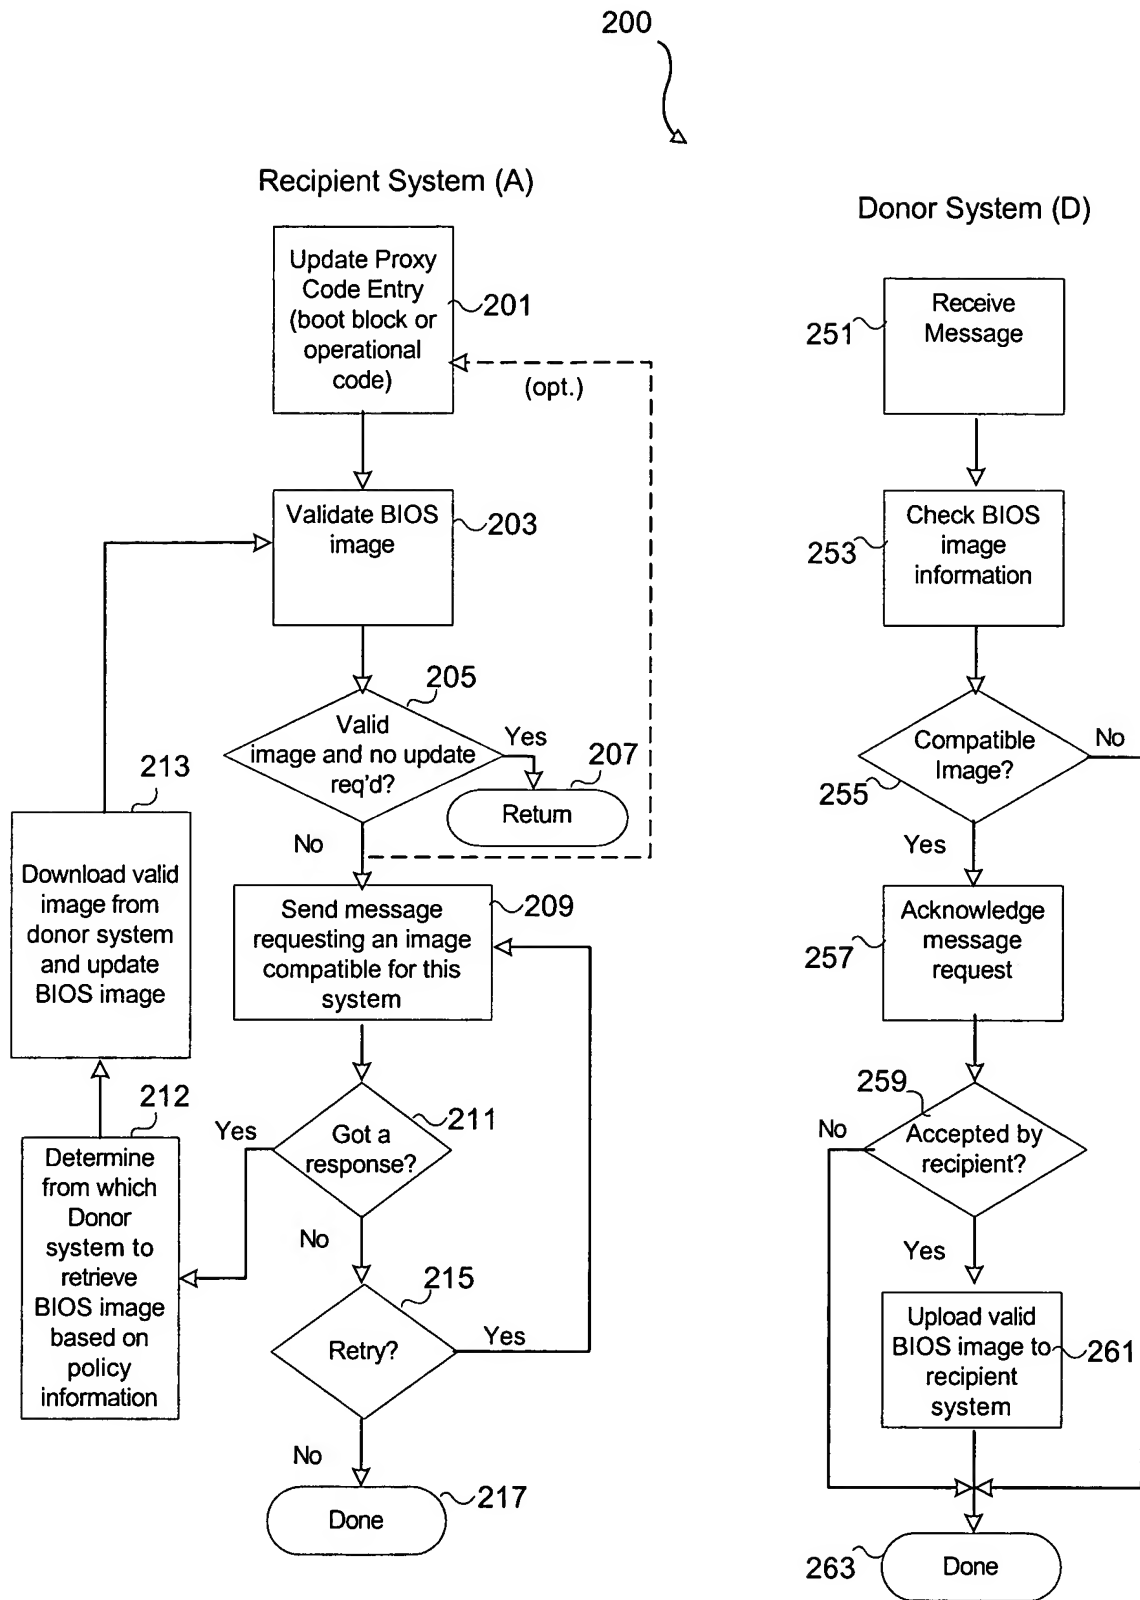 200
Recipient System (A)
Update Proxy
Code Entry
(boot block or
operational
code)
201
(opt.)
Validate BIOS
image
203
205
Valid
image and no update
req'd?
Yes
207
Return
No
213
Download valid
image from
donor system
and update
BIOS image
Send message
requesting an image
compatible for this
system
209
212
Determine
from which
Donor
system to
retrieve
BIOS image
based on
policy
information
Yes
Got a
response?
211
No
215
Retry?
Yes
No
Done
217
Donor System (D)
251
Receive
Message
253
Check BIOS
image
information
Compatible
Image?
255
No
Yes
257
Acknowledge
message
request
259
No
Accepted by
recipient?
Yes
Upload valid
BIOS image to
recipient
system
261
263
Done